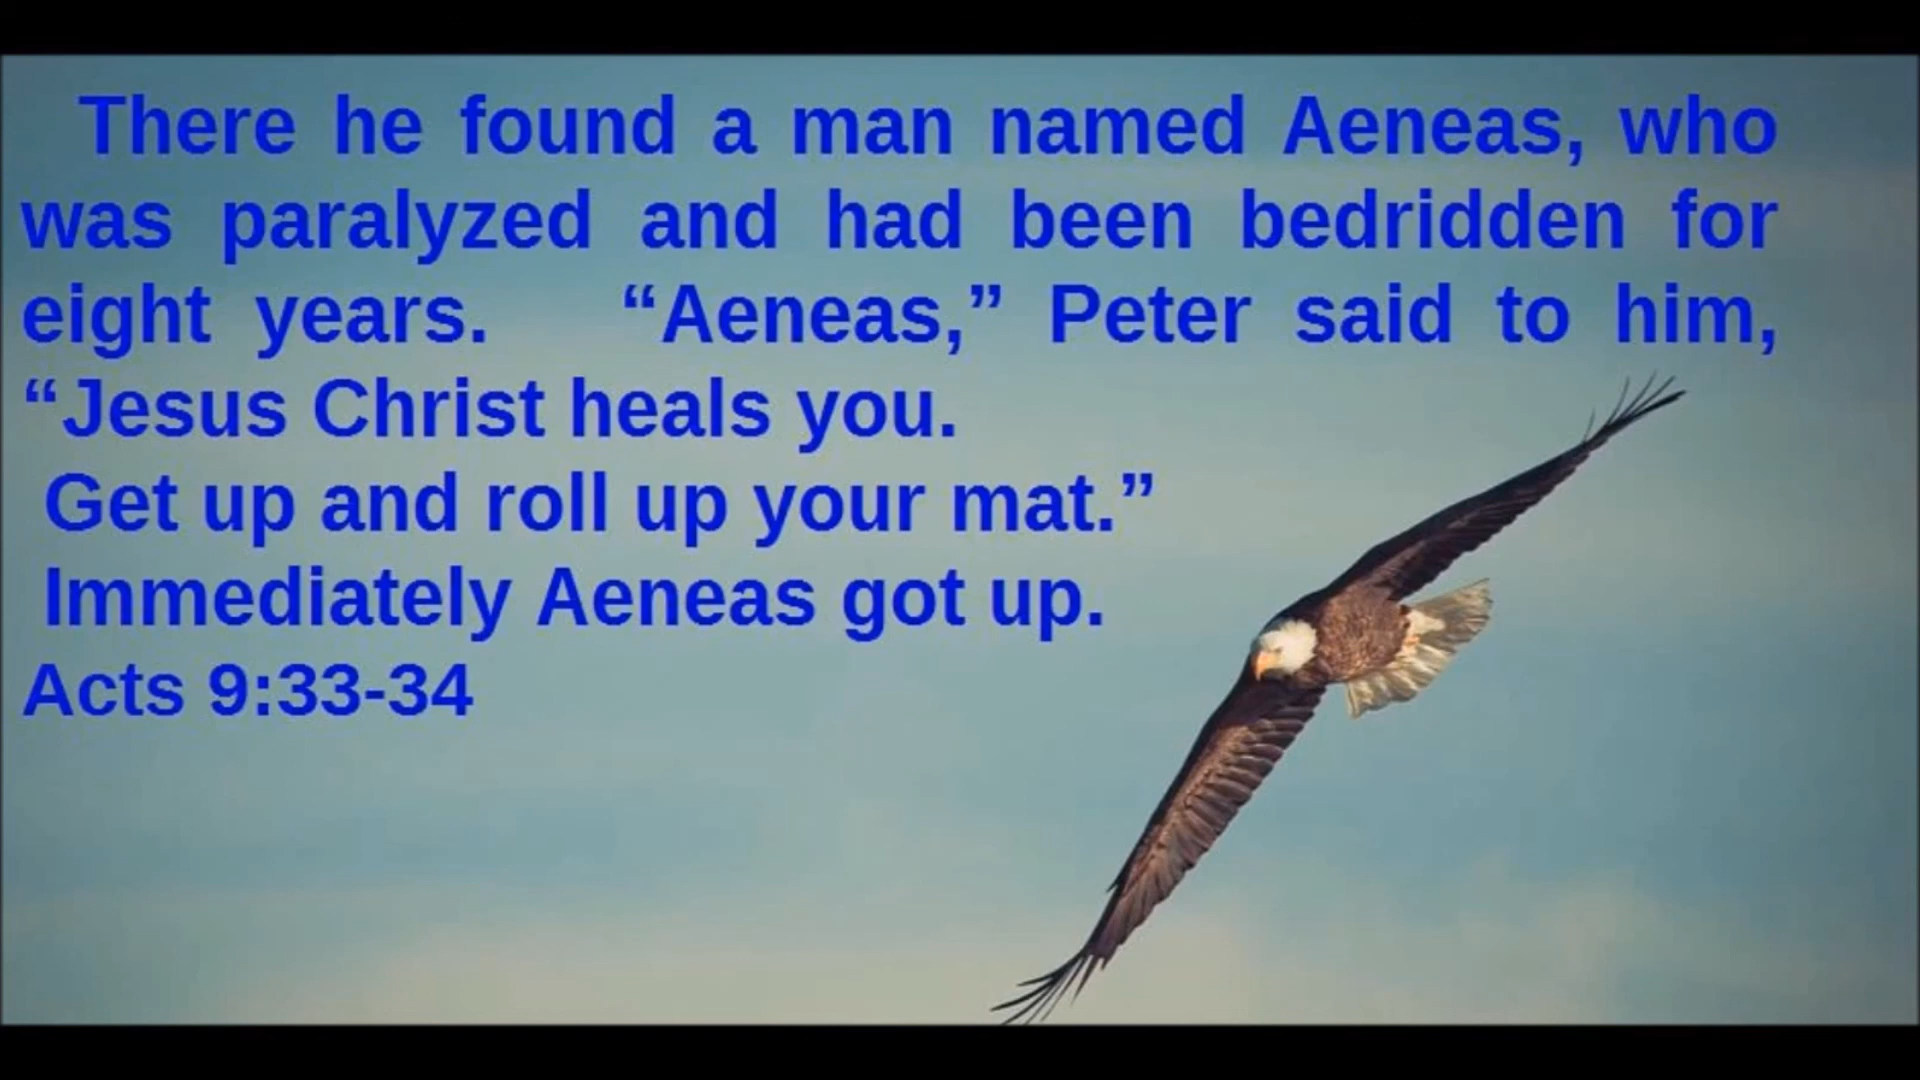 There he found a man named Aeneas, who
was paralyzed and had been bedridden for
eight years. “Aeneas,” Peter said to him,
“Jesus Christ heals you.
Get up and roll up your mat.”
Immediately Aeneas got up.
Acts 9:33-34